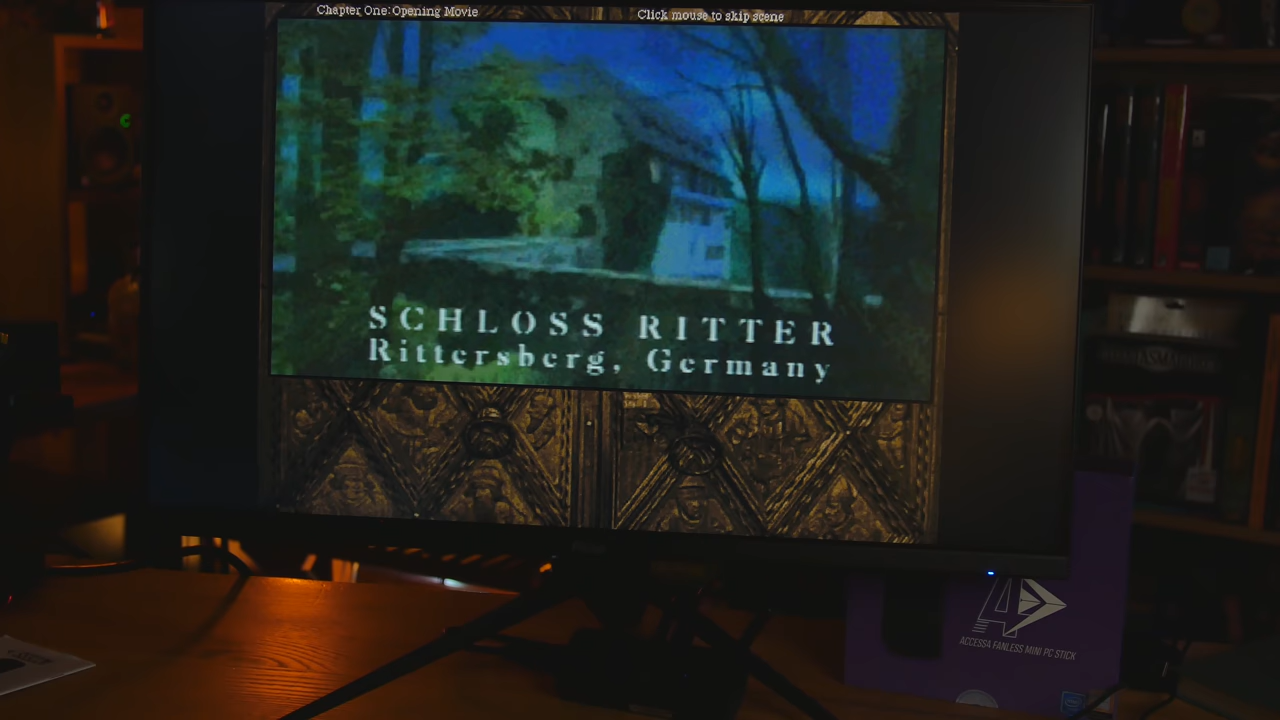 Chapter One: Opening Movie
Click mouse to skip scene
SCHLOSS RITTER
Rittersberg, Germany
ACCESSA FANLESS MINI PC STICK